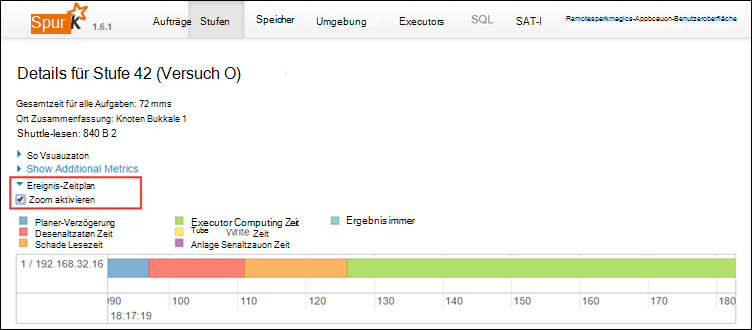 Spur K 1.6.1 Aufträge Stufen Speicher Umgebung Executors SQL SAT-I Remotesparkmagics-Appbcauon-Benutzeroberfläche
Details für Stufe 42 (Versuch O)
Gesamtzeit für alle Aufgaben: 72 mms
Ort Zusammenfassung: Knoten Bukkale 1
Shuttle-lesen: 840 B 2
So Vsuauzaton
Show Additional Metrics
Ereignis-Zeitplan
Zoom aktivieren
Planer-Verzögerung Executor Computing Zeit Ergebnis immer
Desenaltzatøn Zeit Tube Write Zeit
Schade Lesezeit Anlage Senaltzauon Zeit
1 / 192.168.32.16
090 100 110 120 130 140 150 160 170 180
18:17:19